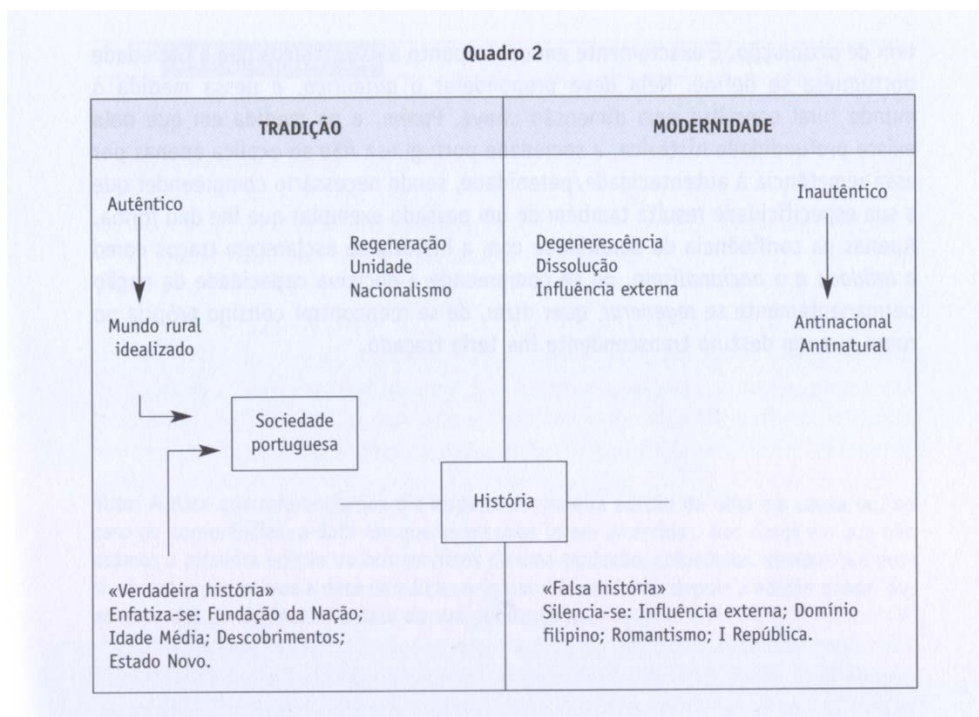 Quadro 2
TRADIÇÃO
MODERNIDADE
Autêntico
Inautêntico
Regeneração
Unidade
Nacionalismo
Degenerescência
Dissolução
Influência externa
Mundo rural
idealizado
Antinacional
Antinatural
Sociedade
portuguesa
História
«Verdadeira história»
Enfatiza-se: Fundação da Nação;
Idade Média; Descobrimentos;
Estado Novo.
«Falsa história»
Silencia-se: Influência externa; Domínio
filipino; Romantismo; I República.